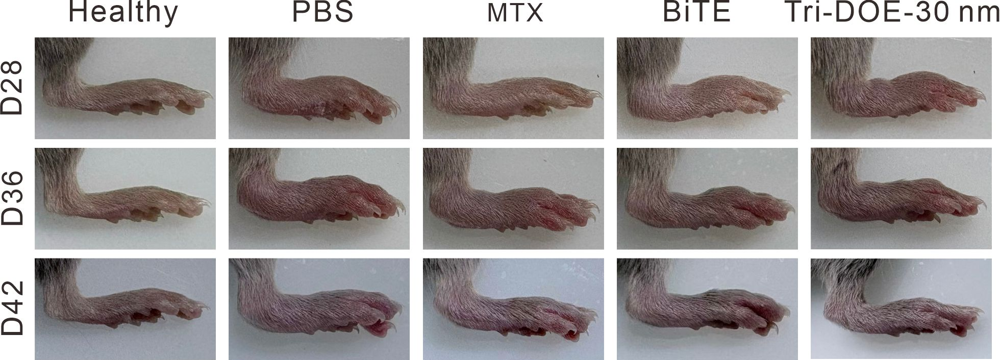 Healthy PBS MTX BiTE Tri-DOE-30 nm
D28
D36
D42